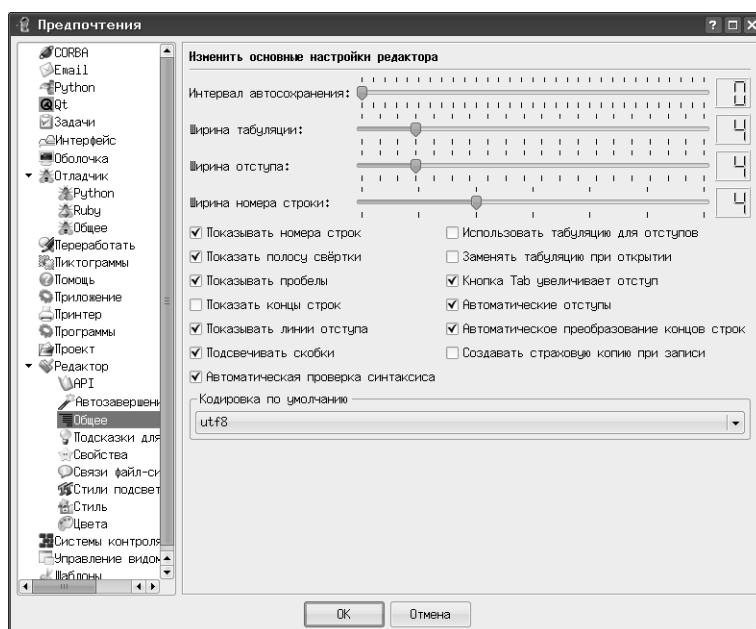 Предпочтения
CORBA
Email
Python
Qt
Задачи
Интерфейс
Оболочка
Отладчик
Python
Ruby
Общее
Переработать
Пиктограммы
Помощь
Приложение
Принтер
Программы
Проект
Редактор
API
Автозавершени
Общее
Подсказки для
Свойства
Связи файл-си
Стили подсвет
Стиль
Цвета
Системы контроля
Управление видом
Шаблоны
Изменить основные настройки редактора
Интервал автосохранения: 0
Ширина табуляции: 4
Ширина отступа: 4
Ширина номера строки: 4
Показывать номера строк
Использовать табуляцию для отступов
Показать полосу свёртки
Заменять табуляцию при открытии
Показывать пробелы
Кнопка Tab увеличивает отступ
Показать концы строк
Автоматические отступы
Показывать линии отступа
Автоматическое преобразование концов строк
Подсвечивать скобки
Создавать страховую копию при записи
Автоматическая проверка синтаксиса
Кодировка по умолчанию
utf8
OK
Отмена